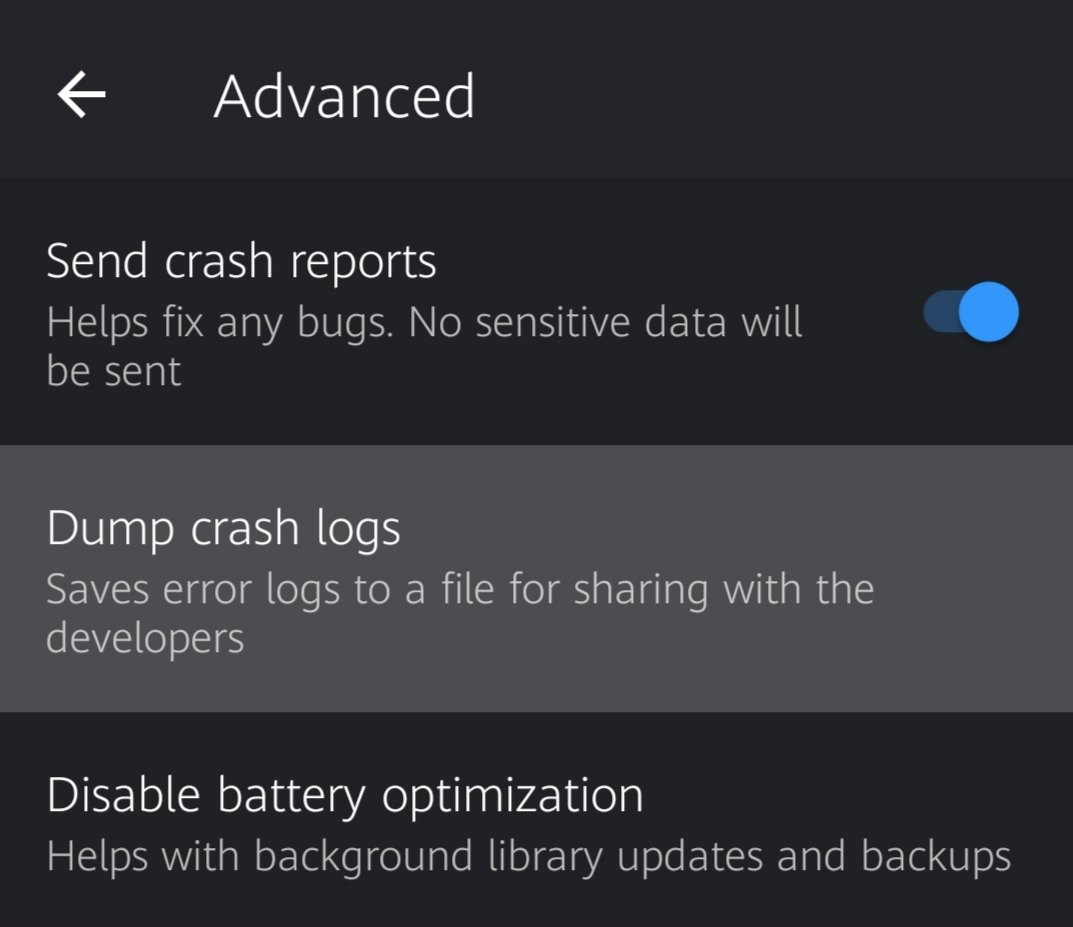 Advanced
Send crash reports
Helps fix any bugs. No sensitive data will
be sent
Dump crash logs
Saves error logs to a file for sharing with the
developers
Disable battery optimization
Helps with background library updates and backups